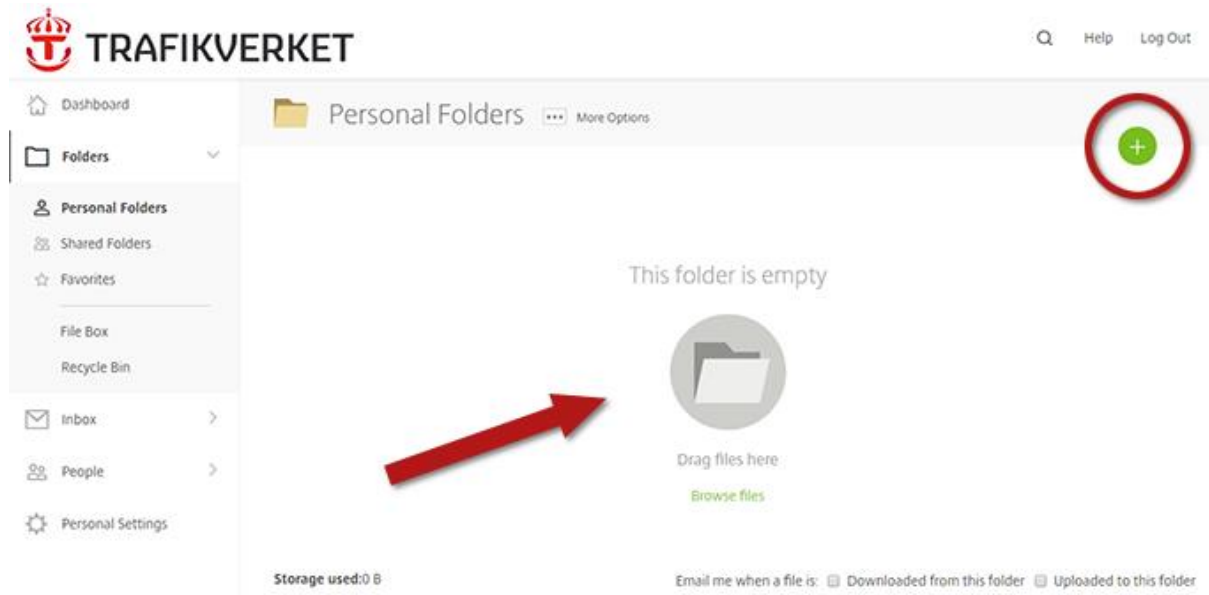 TRAFIKVERKET
Help Log Out
Dashboard
Personal Folders ••• More Options
Folders
Personal Folders
Shared Folders
Favorites
File Box
Recycle Bin
Inbox
People
Personal Settings
This folder is empty
Drag files here
Browse files
Storage used:0 B
Email me when a file is: Downloaded from this folder Uploaded to this folder